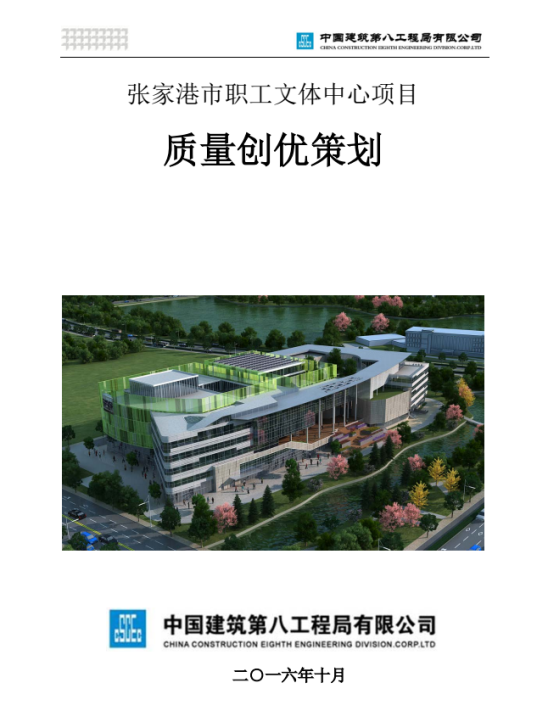 中国建筑第八工程局有限公司
CHINA CONSTRUCTION EIGHTH ENGINEERING DIVISION.CORP.LTD
张家港市职工文体中心项目
质量创优策划
CSCEC
中国建筑第八工程局有限公司
CHINA CONSTRUCTION EIGHTH ENGINEERING DIVISION.CORP.LTD
二〇一六年十月